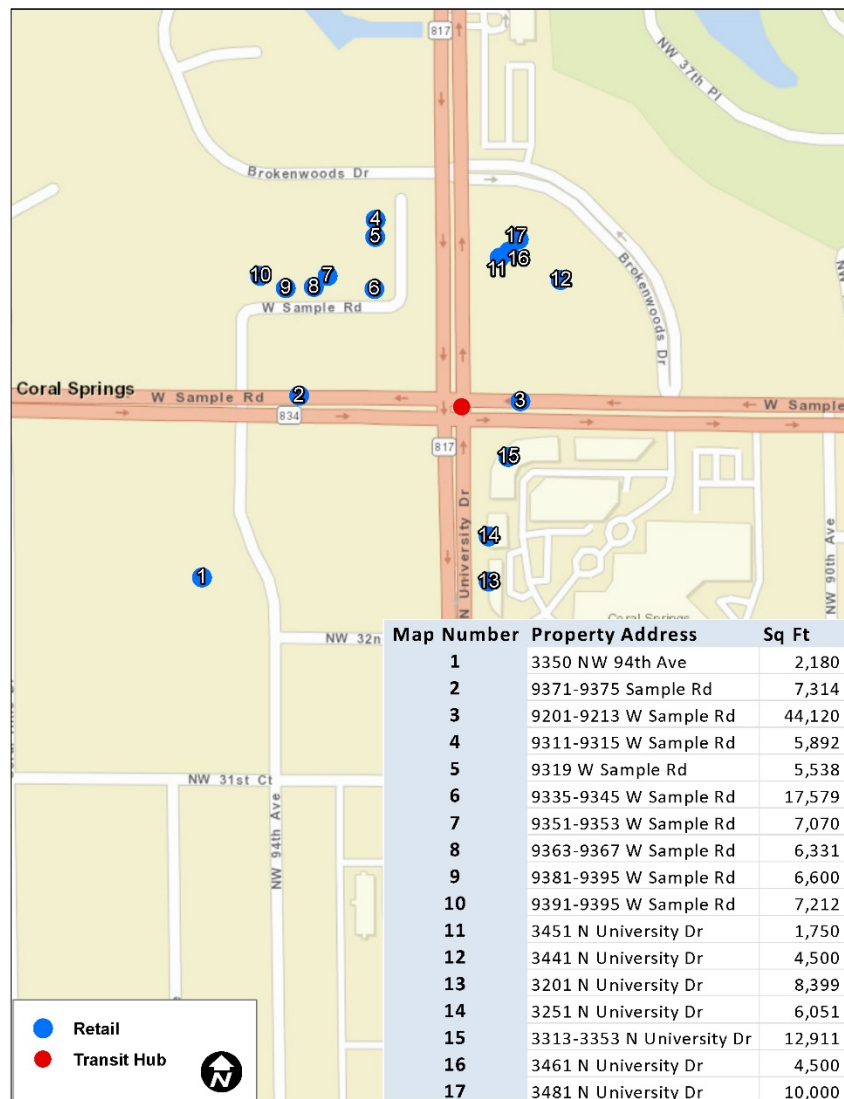 817
NW 37th Pl
Brokenwoods Dr
4
5
17
16
11
12
Brokenwoods Dr
10
7
9
8
6
W Sample Rd
Coral Springs
W Sample Rd
2
3
W Sample
834
817
15
N University Dr
14
13
1
NW 90th Ave
Coral Springs
NW 32n
NW 31st Ct
NW 94th Ave
Map Number Property Address Sq Ft
1 3350 NW 94th Ave 2,180
2 9371-9375 Sample Rd 7,314
3 9201-9213 W Sample Rd 44,120
4 9311-9315 W Sample Rd 5,892
5 9319 W Sample Rd 5,538
6 9335-9345 W Sample Rd 17,579
7 9351-9353 W Sample Rd 7,070
8 9363-9367 W Sample Rd 6,331
9 9381-9395 W Sample Rd 6,600
10 9391-9395 W Sample Rd 7,212
11 3451 N University Dr 1,750
12 3441 N University Dr 4,500
13 3201 N University Dr 8,399
14 3251 N University Dr 6,051
15 3313-3353 N University Dr 12,911
16 3461 N University Dr 4,500
17 3481 N University Dr 10,000
Retail
Transit Hub
N